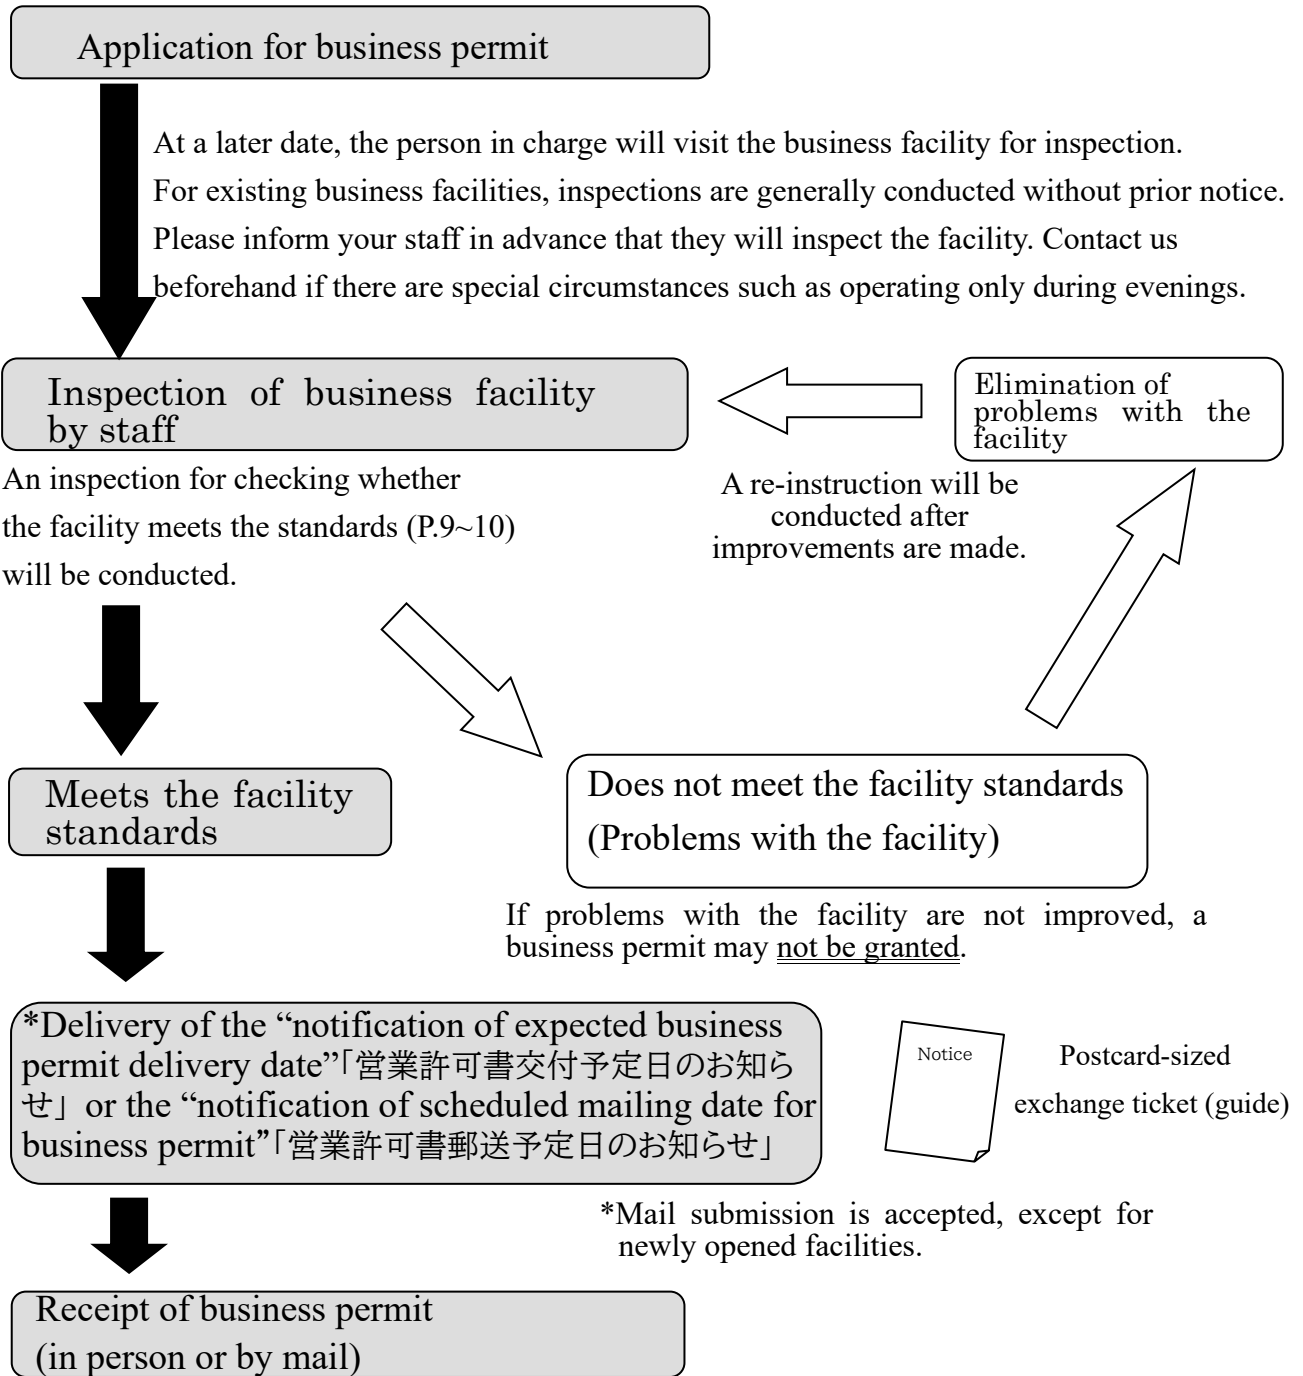 Application for business permit
At a later date, the person in charge will visit the business facility for inspection.
For existing business facilities, inspections are generally conducted without prior notice.
Please inform your staff in advance that they will inspect the facility. Contact us
beforehand if there are special circumstances such as operating only during evenings.
Inspection of business facility
by staff
Elimination of
problems with the
facility
An inspection for checking whether
the facility meets the standards (P.9~10)
will be conducted.
A re-instruction will be
conducted after
improvements are made.
Meets the facility
standards
Does not meet the facility standards
(Problems with the facility)
If problems with the facility are not improved, a
business permit may not be granted.
*Delivery of the “notification of expected business
permit delivery date”「営業許可書交付予定日のお知ら
せ」 or the “notification of scheduled mailing date for
business permit”「営業許可書郵送予定日のお知らせ」
Notice
Postcard-sized
exchange ticket (guide)
*Mail submission is accepted, except for
newly opened facilities.
Receipt of business permit
(in person or by mail)